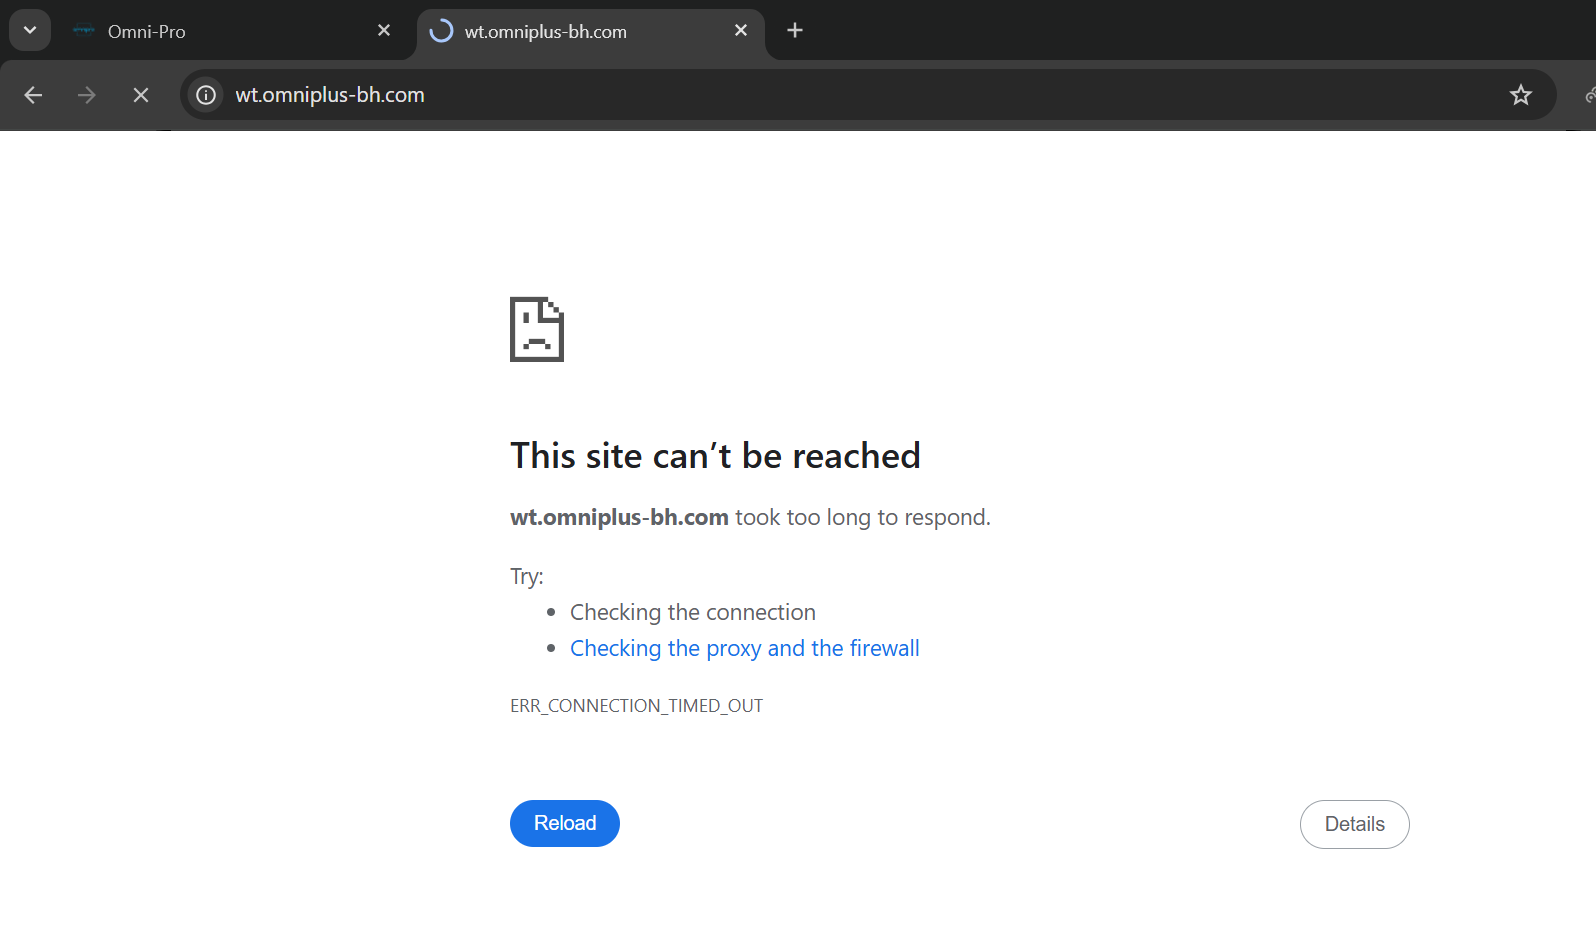 Omni-Pro
wt.omniplus-bh.com
wt.omniplus-bh.com
This site can’t be reached
wt.omniplus-bh.com took too long to respond.
Try:
Checking the connection
Checking the proxy and the firewall
ERR_CONNECTION_TIMED_OUT
Reload
Details